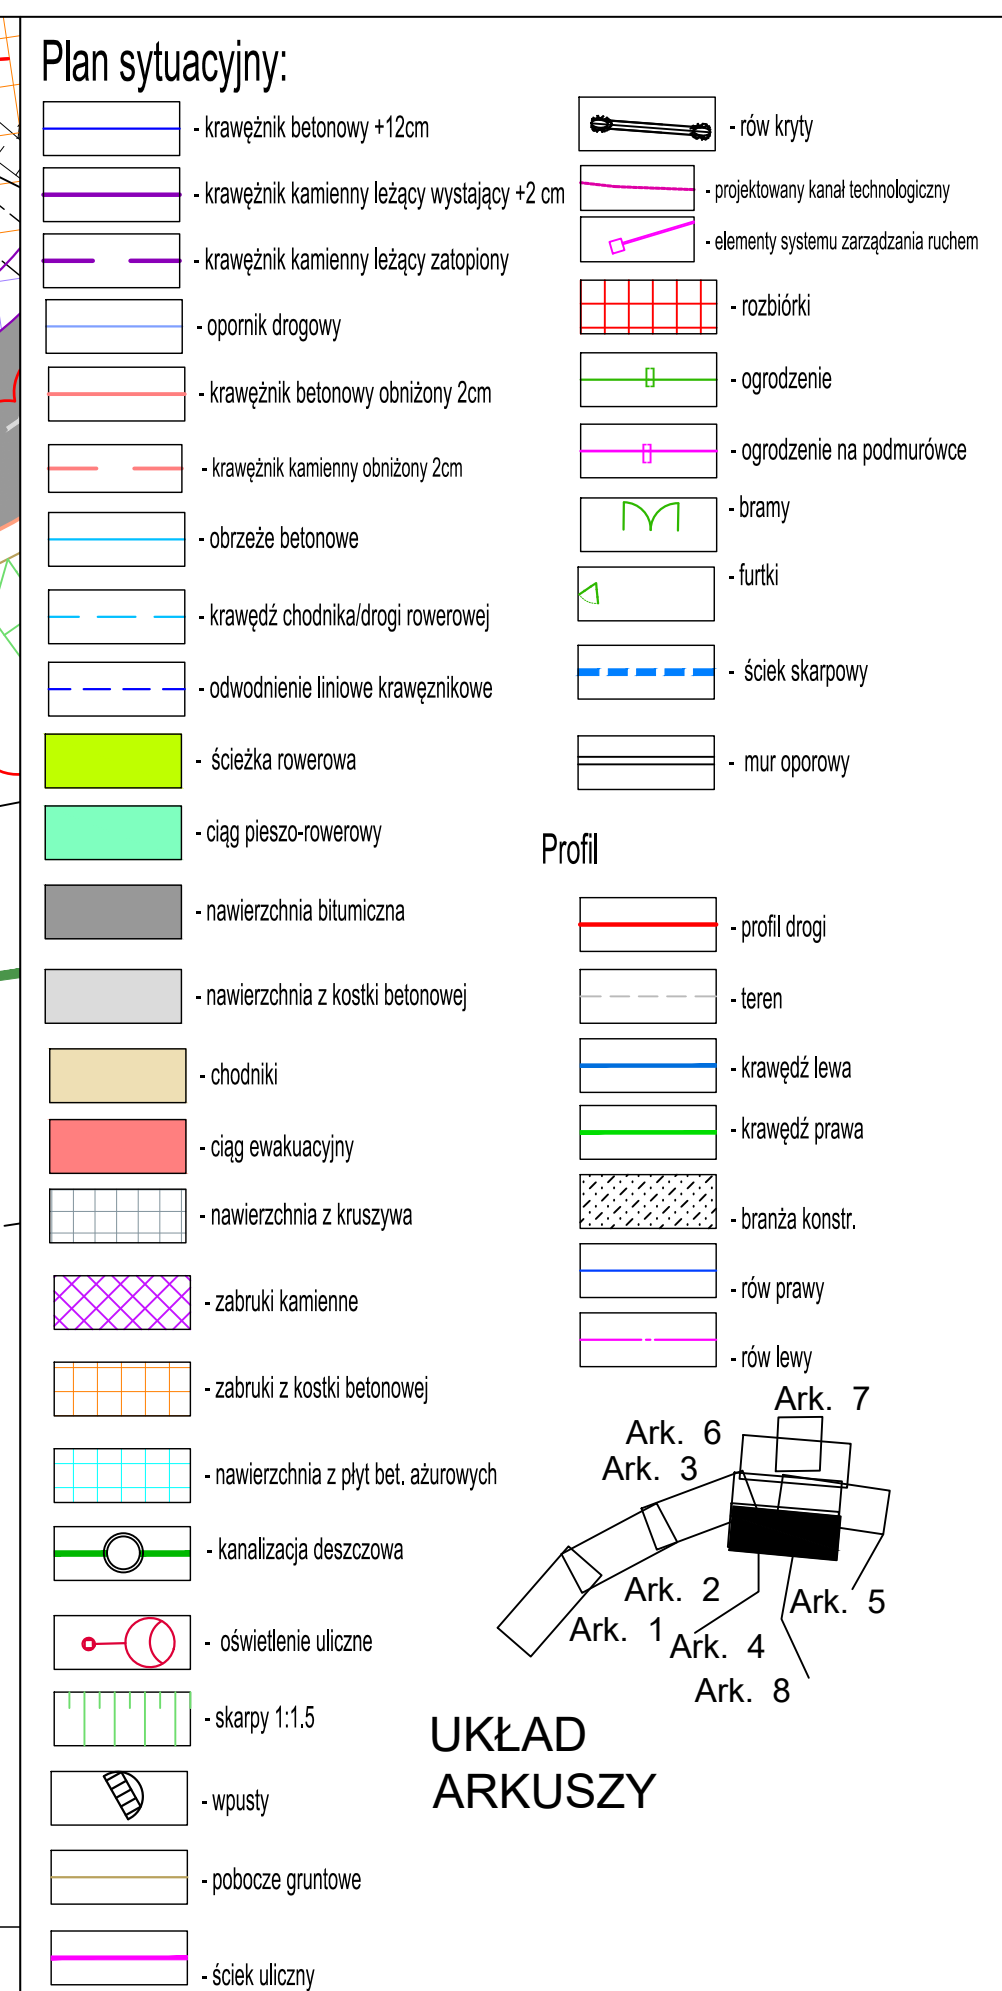 Plan sytuacyjny:
- krawężnik betonowy +12cm
- krawężnik kamienny leżący wystający +2 cm
- krawężnik kamienny leżący zatopiony
- opornik drogowy
- krawężnik betonowy obniżony 2cm
- krawężnik kamienny obniżony 2cm
- obrzeże betonowe
- krawędź chodnika/drogi rowerowej
- odwodnienie liniowe krawęznikowe
- ścieżka rowerowa
- ciąg pieszo-rowerowy
- nawierzchnia bitumiczna
- nawierzchnia z kostki betonowej
- chodniki
- ciąg ewakuacyjny
- nawierzchnia z kruszywa
- zabruki kamienne
- zabruki z kostki betonowej
- nawierzchnia z płyt bet. ażurowych
- kanalizacja deszczowa
- oświetlenie uliczne
- skarpy 1:1.5
- wpusty
- pobocze gruntowe
- ściek uliczny
- rów kryty
- projektowany kanał technologiczny
- elementy systemu zarządzania ruchem
- rozbiórki
- ogrodzenie
- ogrodzenie na podmurówce
- bramy
- furtki
- ściek skarpowy
- mur oporowy
Profil
- profil drogi
- teren
- krawędź lewa
- krawędź prawa
- branża konstr.
- rów prawy
- rów lewy
Ark. 7
Ark. 6
Ark. 3
Ark. 2
Ark. 5
Ark. 1
Ark. 4
Ark. 8
UKŁAD
ARKUSZY